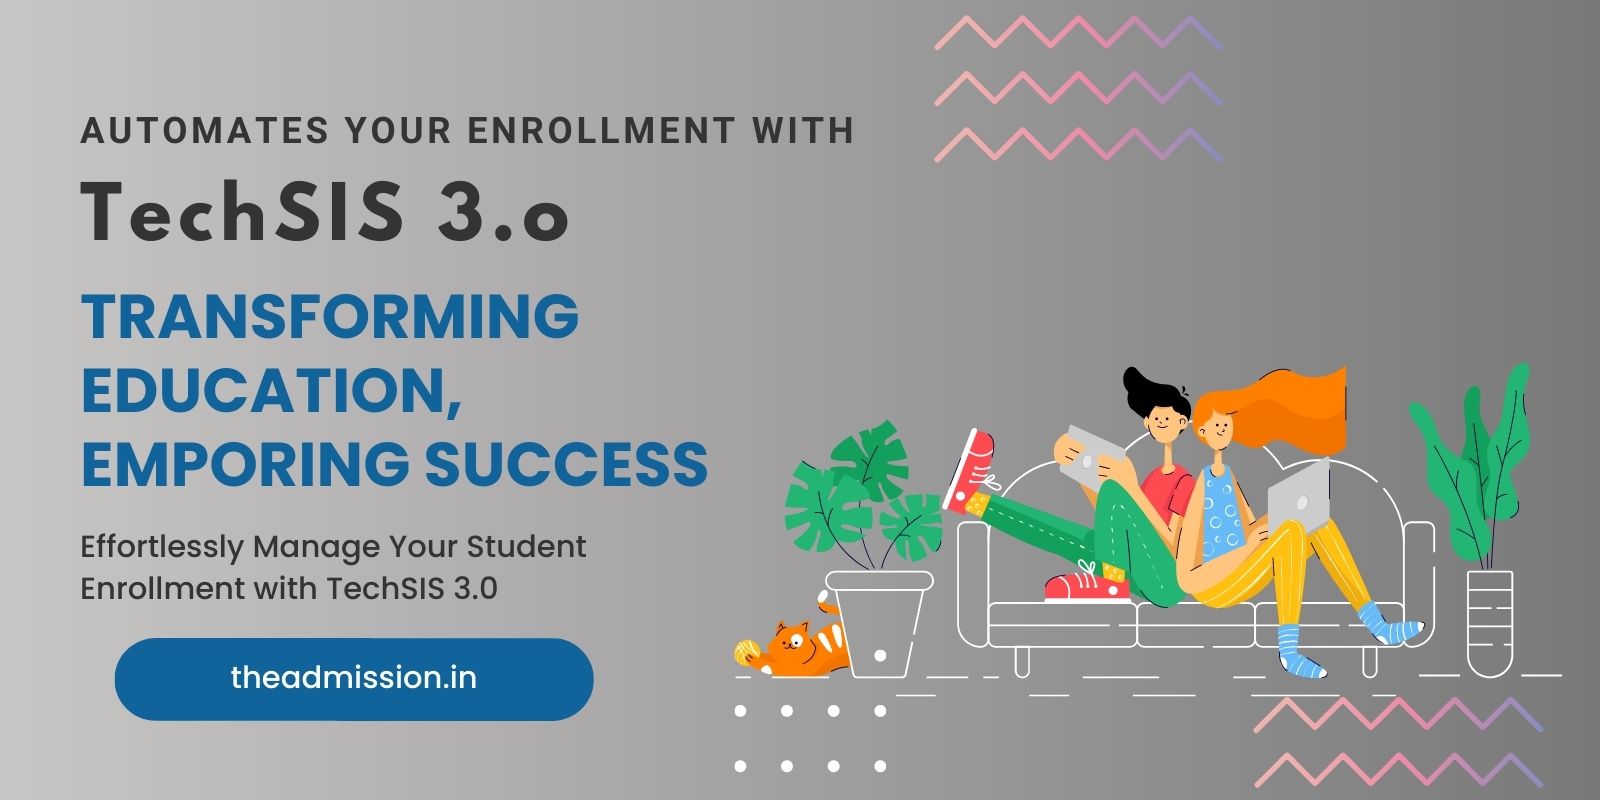 AUTOMATES YOUR ENROLLMENT WITH
TechSIS 3.o
TRANSFORMING
EDUCATION,
EMPORING SUCCESS
Effortlessly Manage Your Student
Enrollment with TechSIS 3.0
theadmission.in